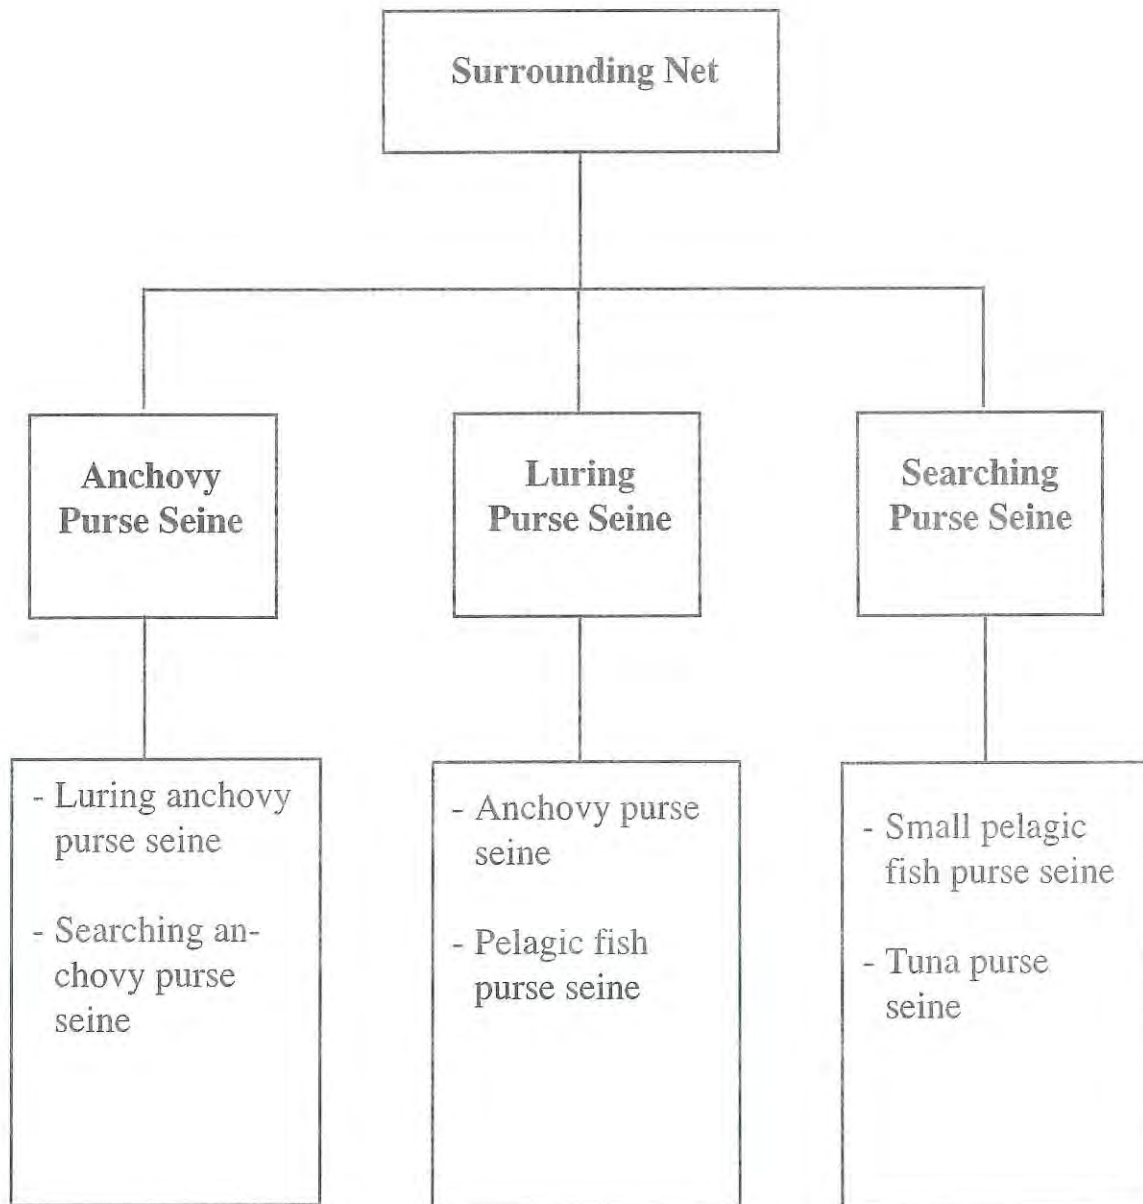 Surrounding Net
Anchovy
Purse Seine
Luring
Purse Seine
Searching
Purse Seine
- Luring anchovy
purse seine
- Searching an-
chovy purse
seine
- Anchovy purse
seine
- Pelagic fish
purse seine
- Small pelagic
fish purse seine
- Tuna purse
seine